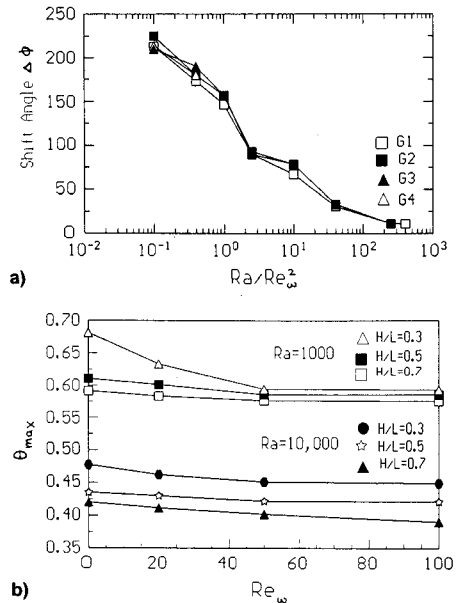 250
200
150
100
50
0
Shift Angle Δ φ
□ G1
■ G2
▲ G3
△ G4
10⁻² 10⁻¹ 10⁰ 10¹ 10² 10³
Ra/Re²ω
a)
0.70
0.65
0.60
0.55
0.50
0.45
0.40
0.35
θmax
Ra=1000
△ H/L=0.3
■ H/L=0.5
□ H/L=0.7
Ra=10,000
● H/L=0.3
☆ H/L=0.5
▲ H/L=0.7
0 20 40 60 80 100
Reω
b)